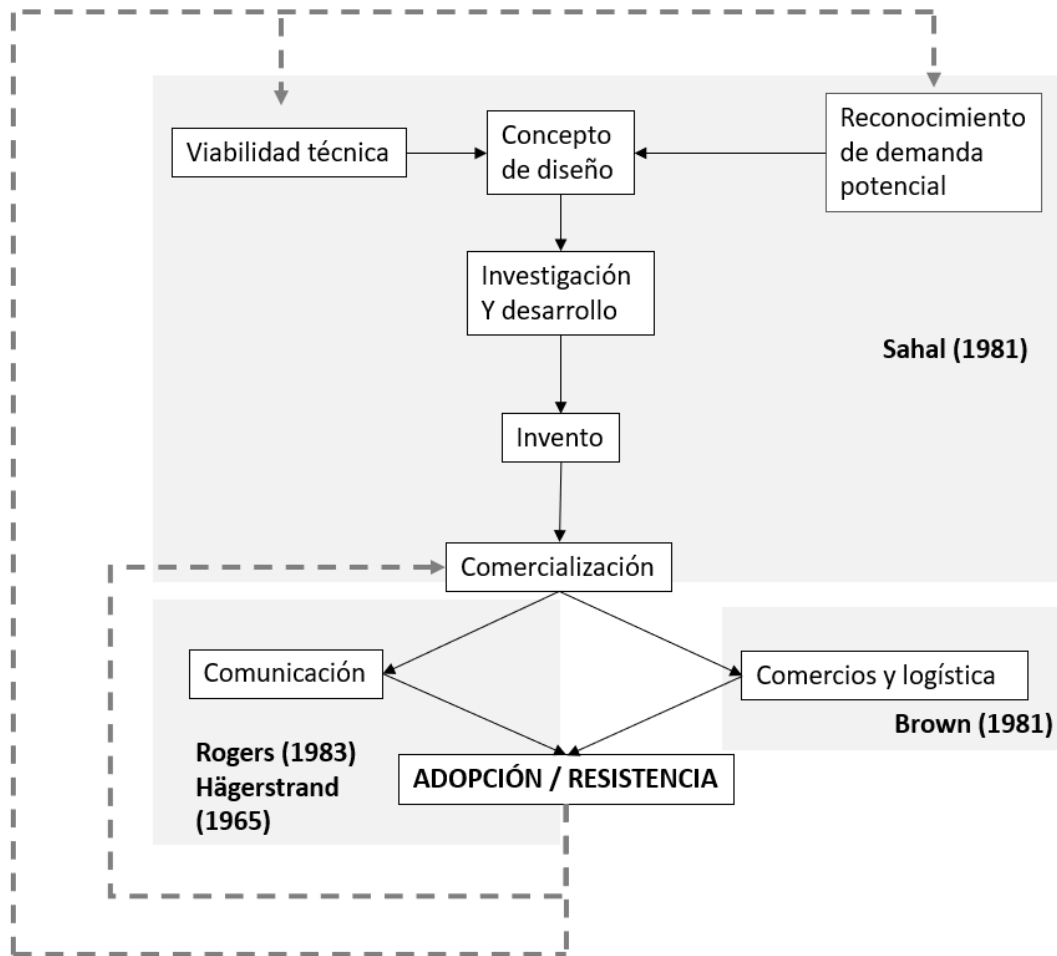 Viabilidad técnica
Concepto
de diseño
Reconocimiento
de demanda
potencial
Investigación
Y desarrollo
Sahal (1981)
Invento
Comercialización
Comunicación
Comercios y logística
Brown (1981)
Rogers (1983)
Hägerstrand
(1965)
ADOPCIÓN / RESISTENCIA